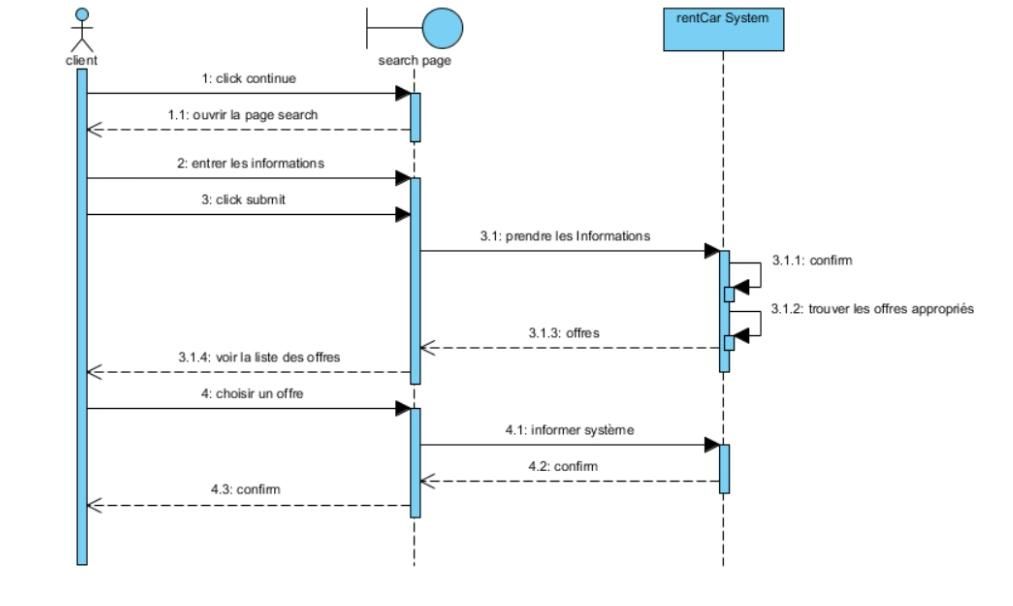 rentCar System
client
search page
1: click continue
1.1: ouvrir la page search
2: entrer les informations
3: click submit
3.1: prendre les Informations
3.1.1: confirm
3.1.2: trouver les offres appropriés
3.1.3: offres
3.1.4: voir la liste des offres
4: choisir un offre
4.1: informer système
4.2: confirm
4.3: confirm